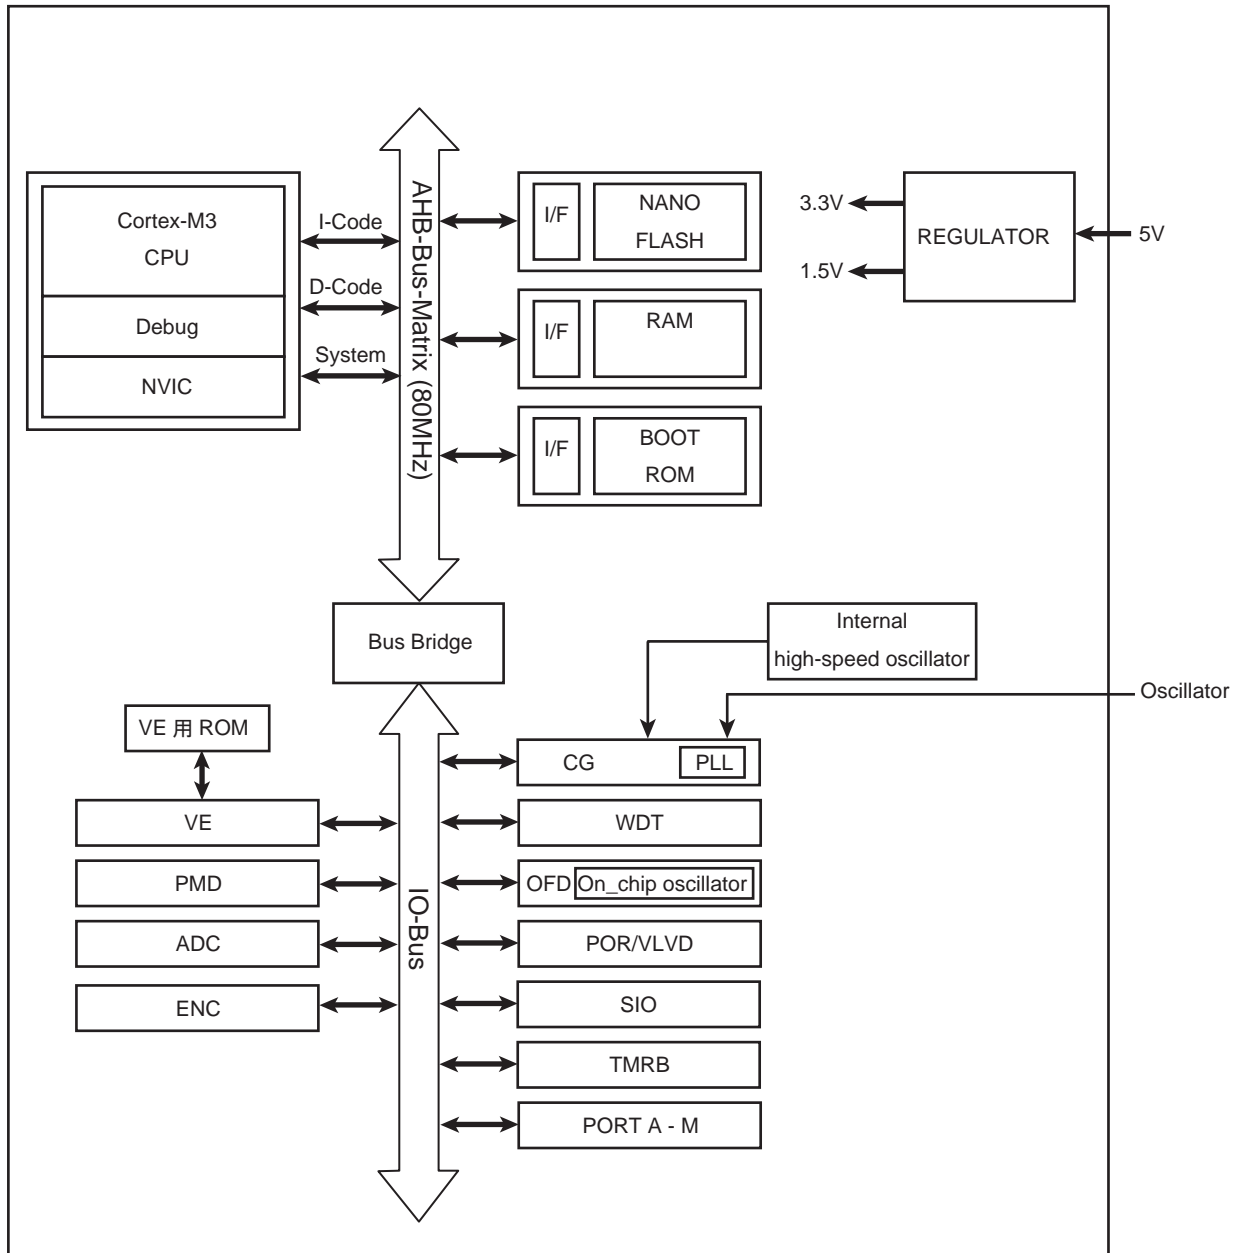 Cortex-M3
CPU
Debug
NVIC
I-Code
D-Code
System
AHB-Bus-Matrix (80MHz)
I/F
NANO
FLASH
I/F
RAM
I/F
BOOT
ROM
3.3V
1.5V
REGULATOR
5V
Bus Bridge
Internal
high-speed oscillator
Oscillator
VE 用 ROM
VE
PMD
ADC
ENC
IO-Bus
CG
PLL
WDT
OFD
On_chip oscillator
POR/VLVD
SIO
TMRB
PORT A - M